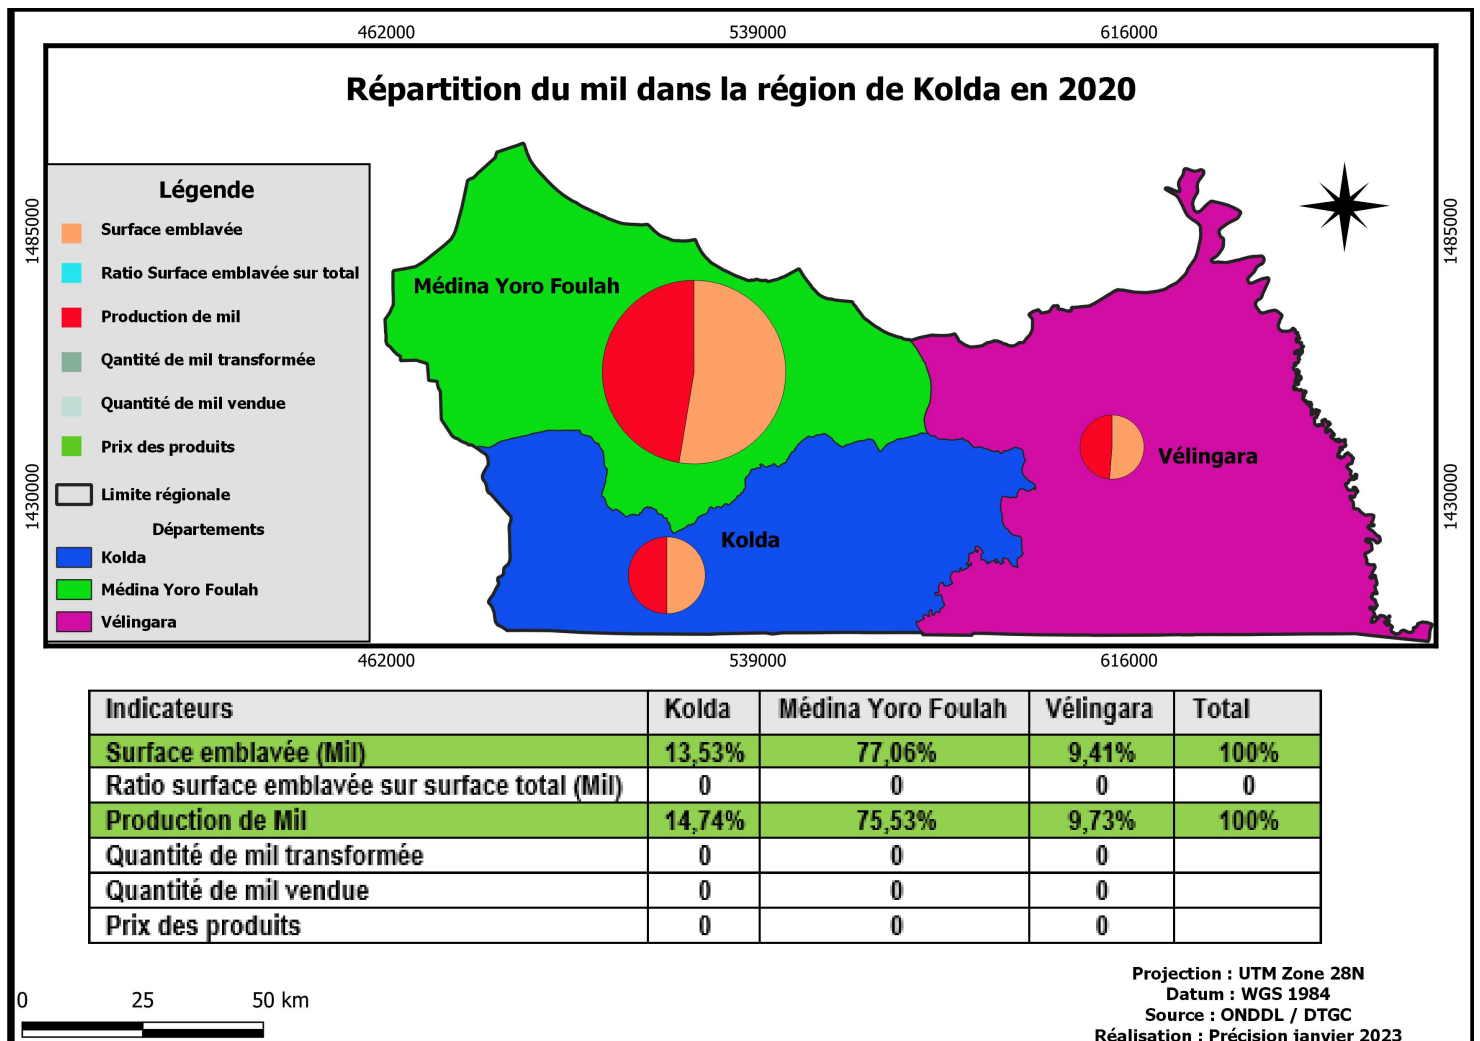 462000 539000 616000
Répartition du mil dans la région de Kolda en 2020
1485000
1485000
1430000
1430000
Légende
Surface emblavée
Ratio Surface emblavée sur total
Production de mil
Qantité de mil transformée
Quantité de mil vendue
Prix des produits
Limite régionale
Départements
Kolda
Médina Yoro Foulah
Vélingara
Médina Yoro Foulah
Vélingara
Kolda
462000 539000 616000
Indicateurs Kolda Médina Yoro Foulah Vélingara Total
Surface emblavée (Mil) 13,53% 77,06% 9,41% 100%
Ratio surface emblavée sur surface total (Mil) 0 0 0 0
Production de Mil 14,74% 75,53% 9,73% 100%
Quantité de mil transformée 0 0 0
Quantité de mil vendue 0 0 0
Prix des produits 0 0 0
0 25 50 km
Projection : UTM Zone 28N
Datum : WGS 1984
Source : ONDDL / DTGC
Réalisation : Précision janvier 2023